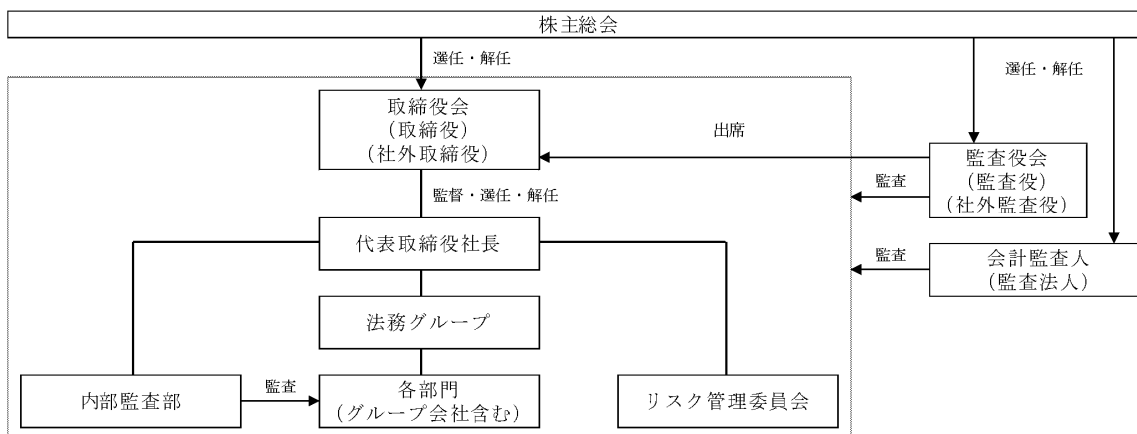 株主総会
選任・解任
選任・解任
取締役会
(取締役)
(社外取締役)
出席
監査役会
(監査役)
(社外監査役)
監査
監督・選任・解任
代表取締役社長
監査
会計監査人
(監査法人)
法務グループ
内部監査部
監査
各部門
(グループ会社含む)
リスク管理委員会